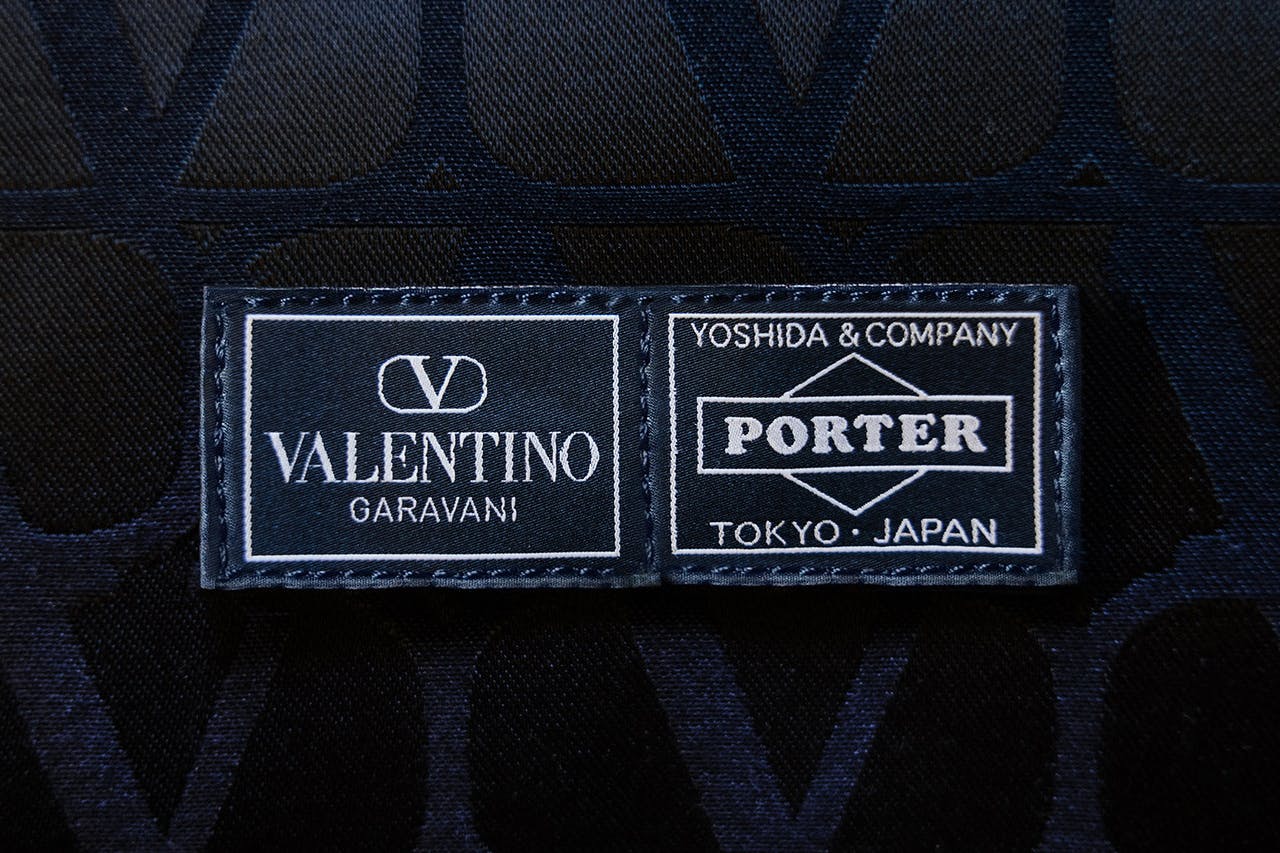 V
VALENTINO
GARAVANI
YOSHIDA & COMPANY
PORTER
TOKYO · JAPAN